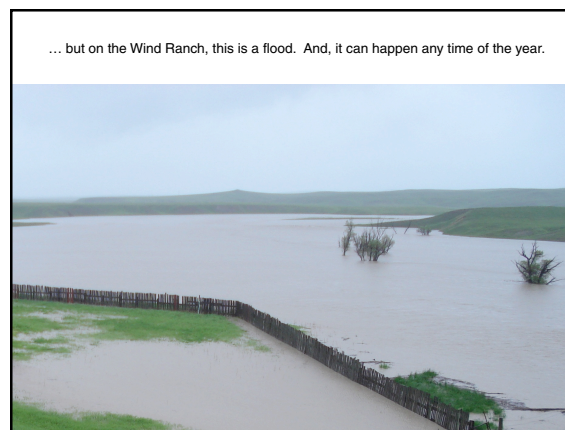 … but on the Wind Ranch, this is a flood.  And, it can happen any time of the year.